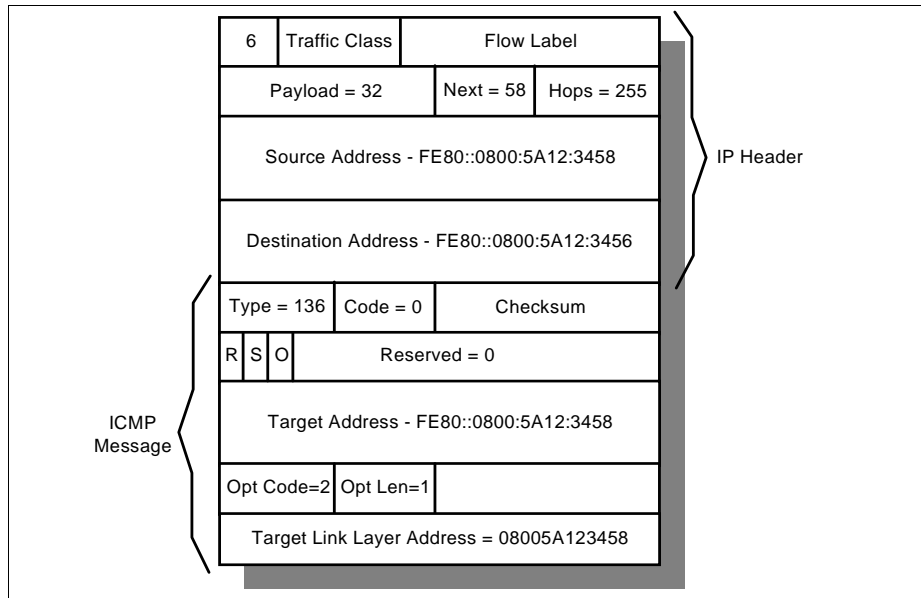 6 Traffic Class Flow Label
Payload = 32 Next = 58 Hops = 255
Source Address - FE80::0800:5A12:3458
IP Header
Destination Address - FE80::0800:5A12:3456
Type = 136 Code = 0 Checksum
R S O Reserved = 0
ICMP
Message
Target Address - FE80::0800:5A12:3458
Opt Code=2 Opt Len=1
Target Link Layer Address = 08005A123458